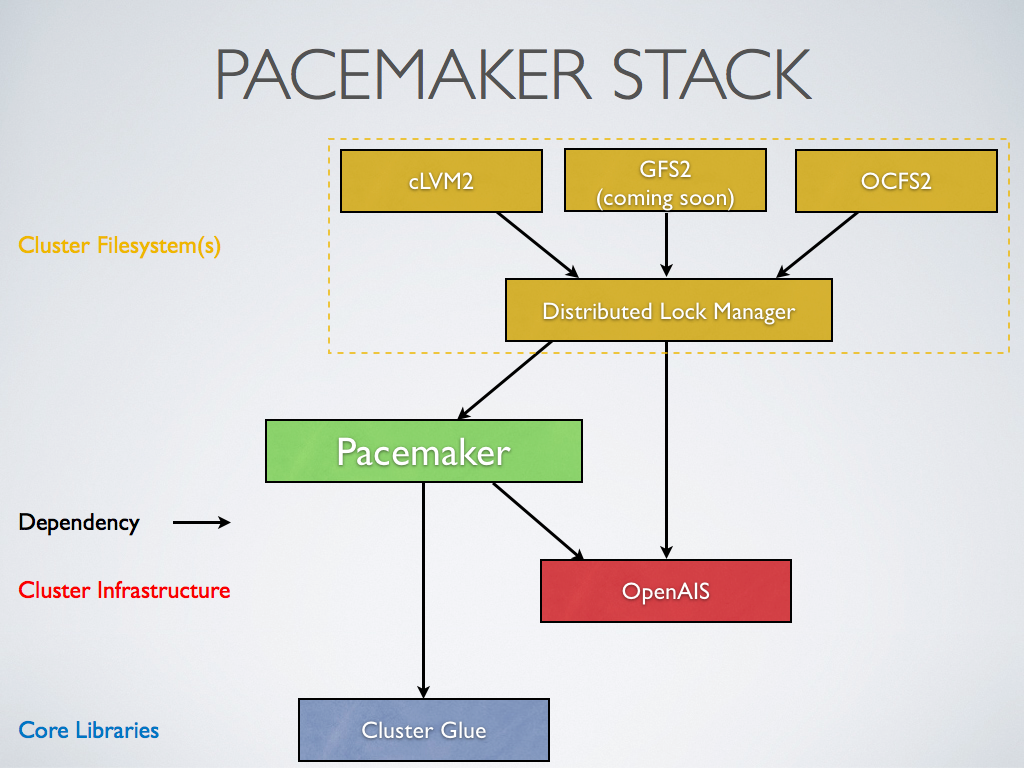 PACEMAKER STACK
cLVM2
GFS2
(coming soon)
OCFS2
Cluster Filesystem(s)
Distributed Lock Manager
Pacemaker
Dependency
Cluster Infrastructure
OpenAIS
Core Libraries
Cluster Glue